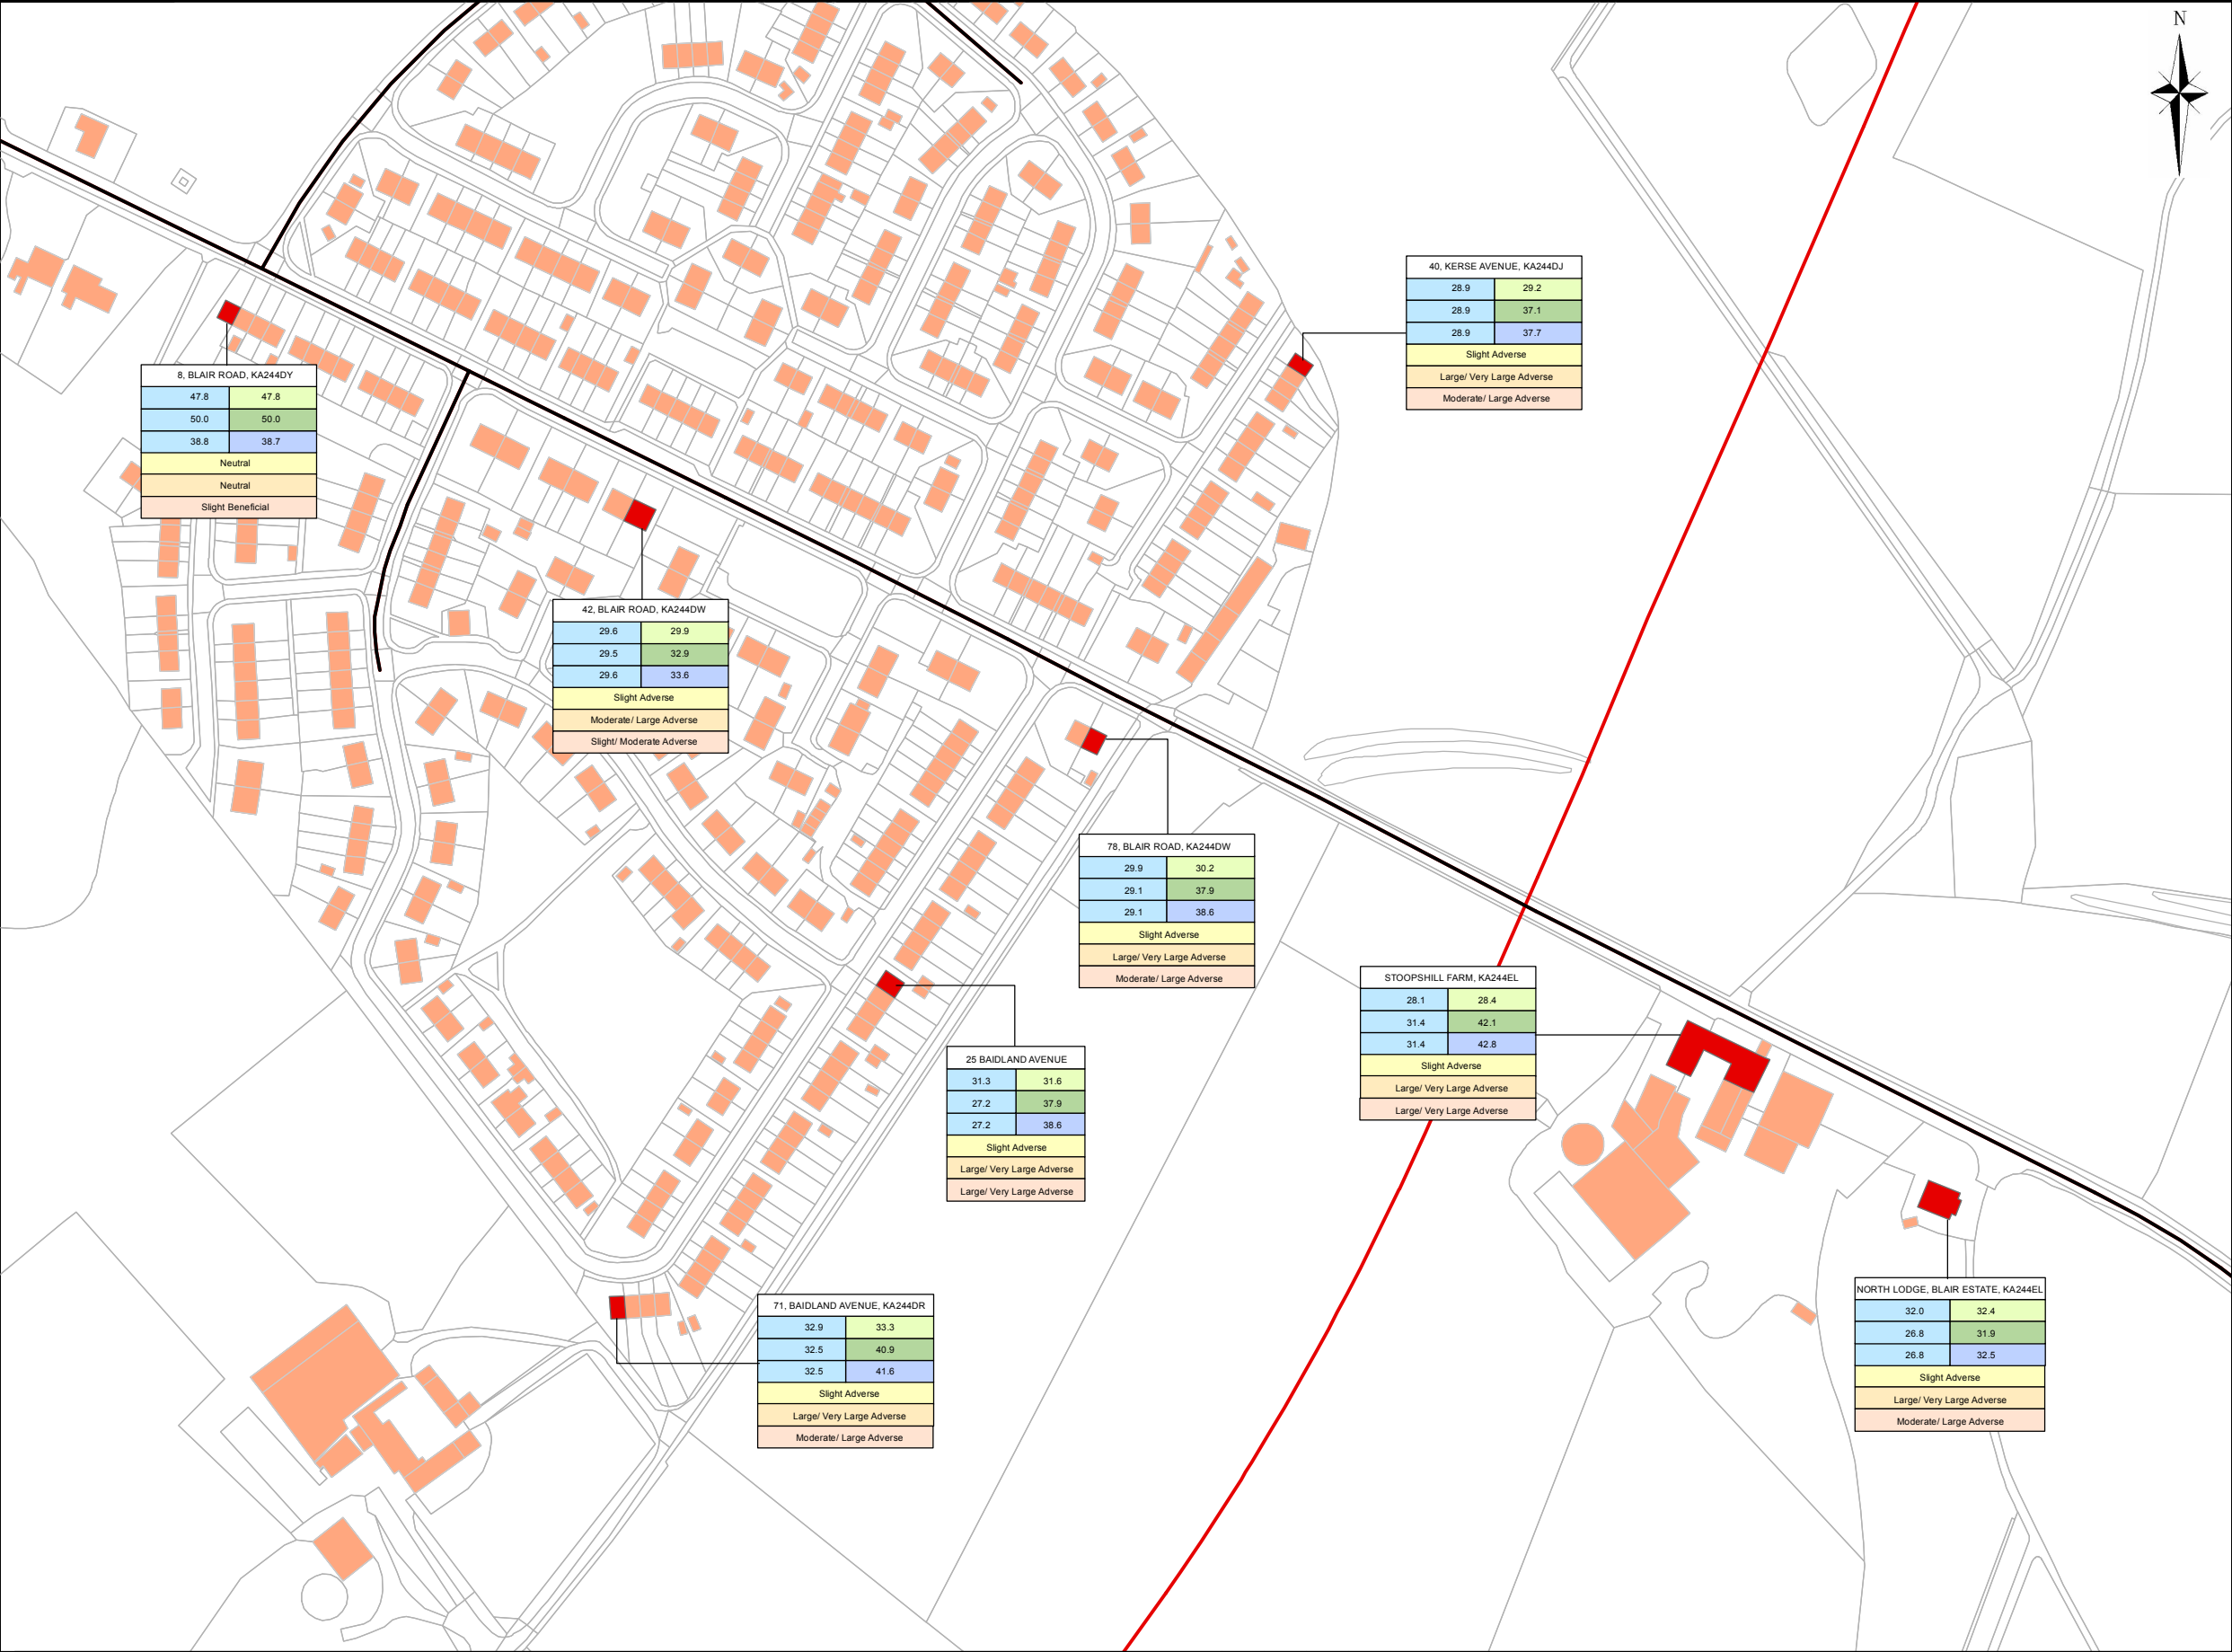 N
40, KERSE AVENUE, KA244DJ
28.9 29.2
28.9 37.1
28.9 37.7
Slight Adverse
Large/ Very Large Adverse
Moderate/ Large Adverse
8, BLAIR ROAD, KA244DY
47.8 47.8
50.0 50.0
38.8 38.7
Neutral
Neutral
Slight Beneficial
42, BLAIR ROAD, KA244DW
29.6 29.9
29.5 32.9
29.6 33.6
Slight Adverse
Moderate/ Large Adverse
Slight/ Moderate Adverse
78, BLAIR ROAD, KA244DW
29.9 30.2
29.1 37.9
29.1 38.6
Slight Adverse
Large/ Very Large Adverse
Moderate/ Large Adverse
STOOPSHILL FARM, KA244EL
28.1 28.4
31.4 42.1
31.4 42.8
Slight Adverse
Large/ Very Large Adverse
Large/ Very Large Adverse
25 BAIDLAND AVENUE
31.3 31.6
27.2 37.9
27.2 38.6
Slight Adverse
Large/ Very Large Adverse
Large/ Very Large Adverse
NORTH LODGE, BLAIR ESTATE, KA244EL
32.0 32.4
26.8 31.9
26.8 32.5
Slight Adverse
Large/ Very Large Adverse
Moderate/ Large Adverse
71, BAIDLAND AVENUE, KA244DR
32.9 33.3
32.5 40.9
32.5 41.6
Slight Adverse
Large/ Very Large Adverse
Moderate/ Large Adverse